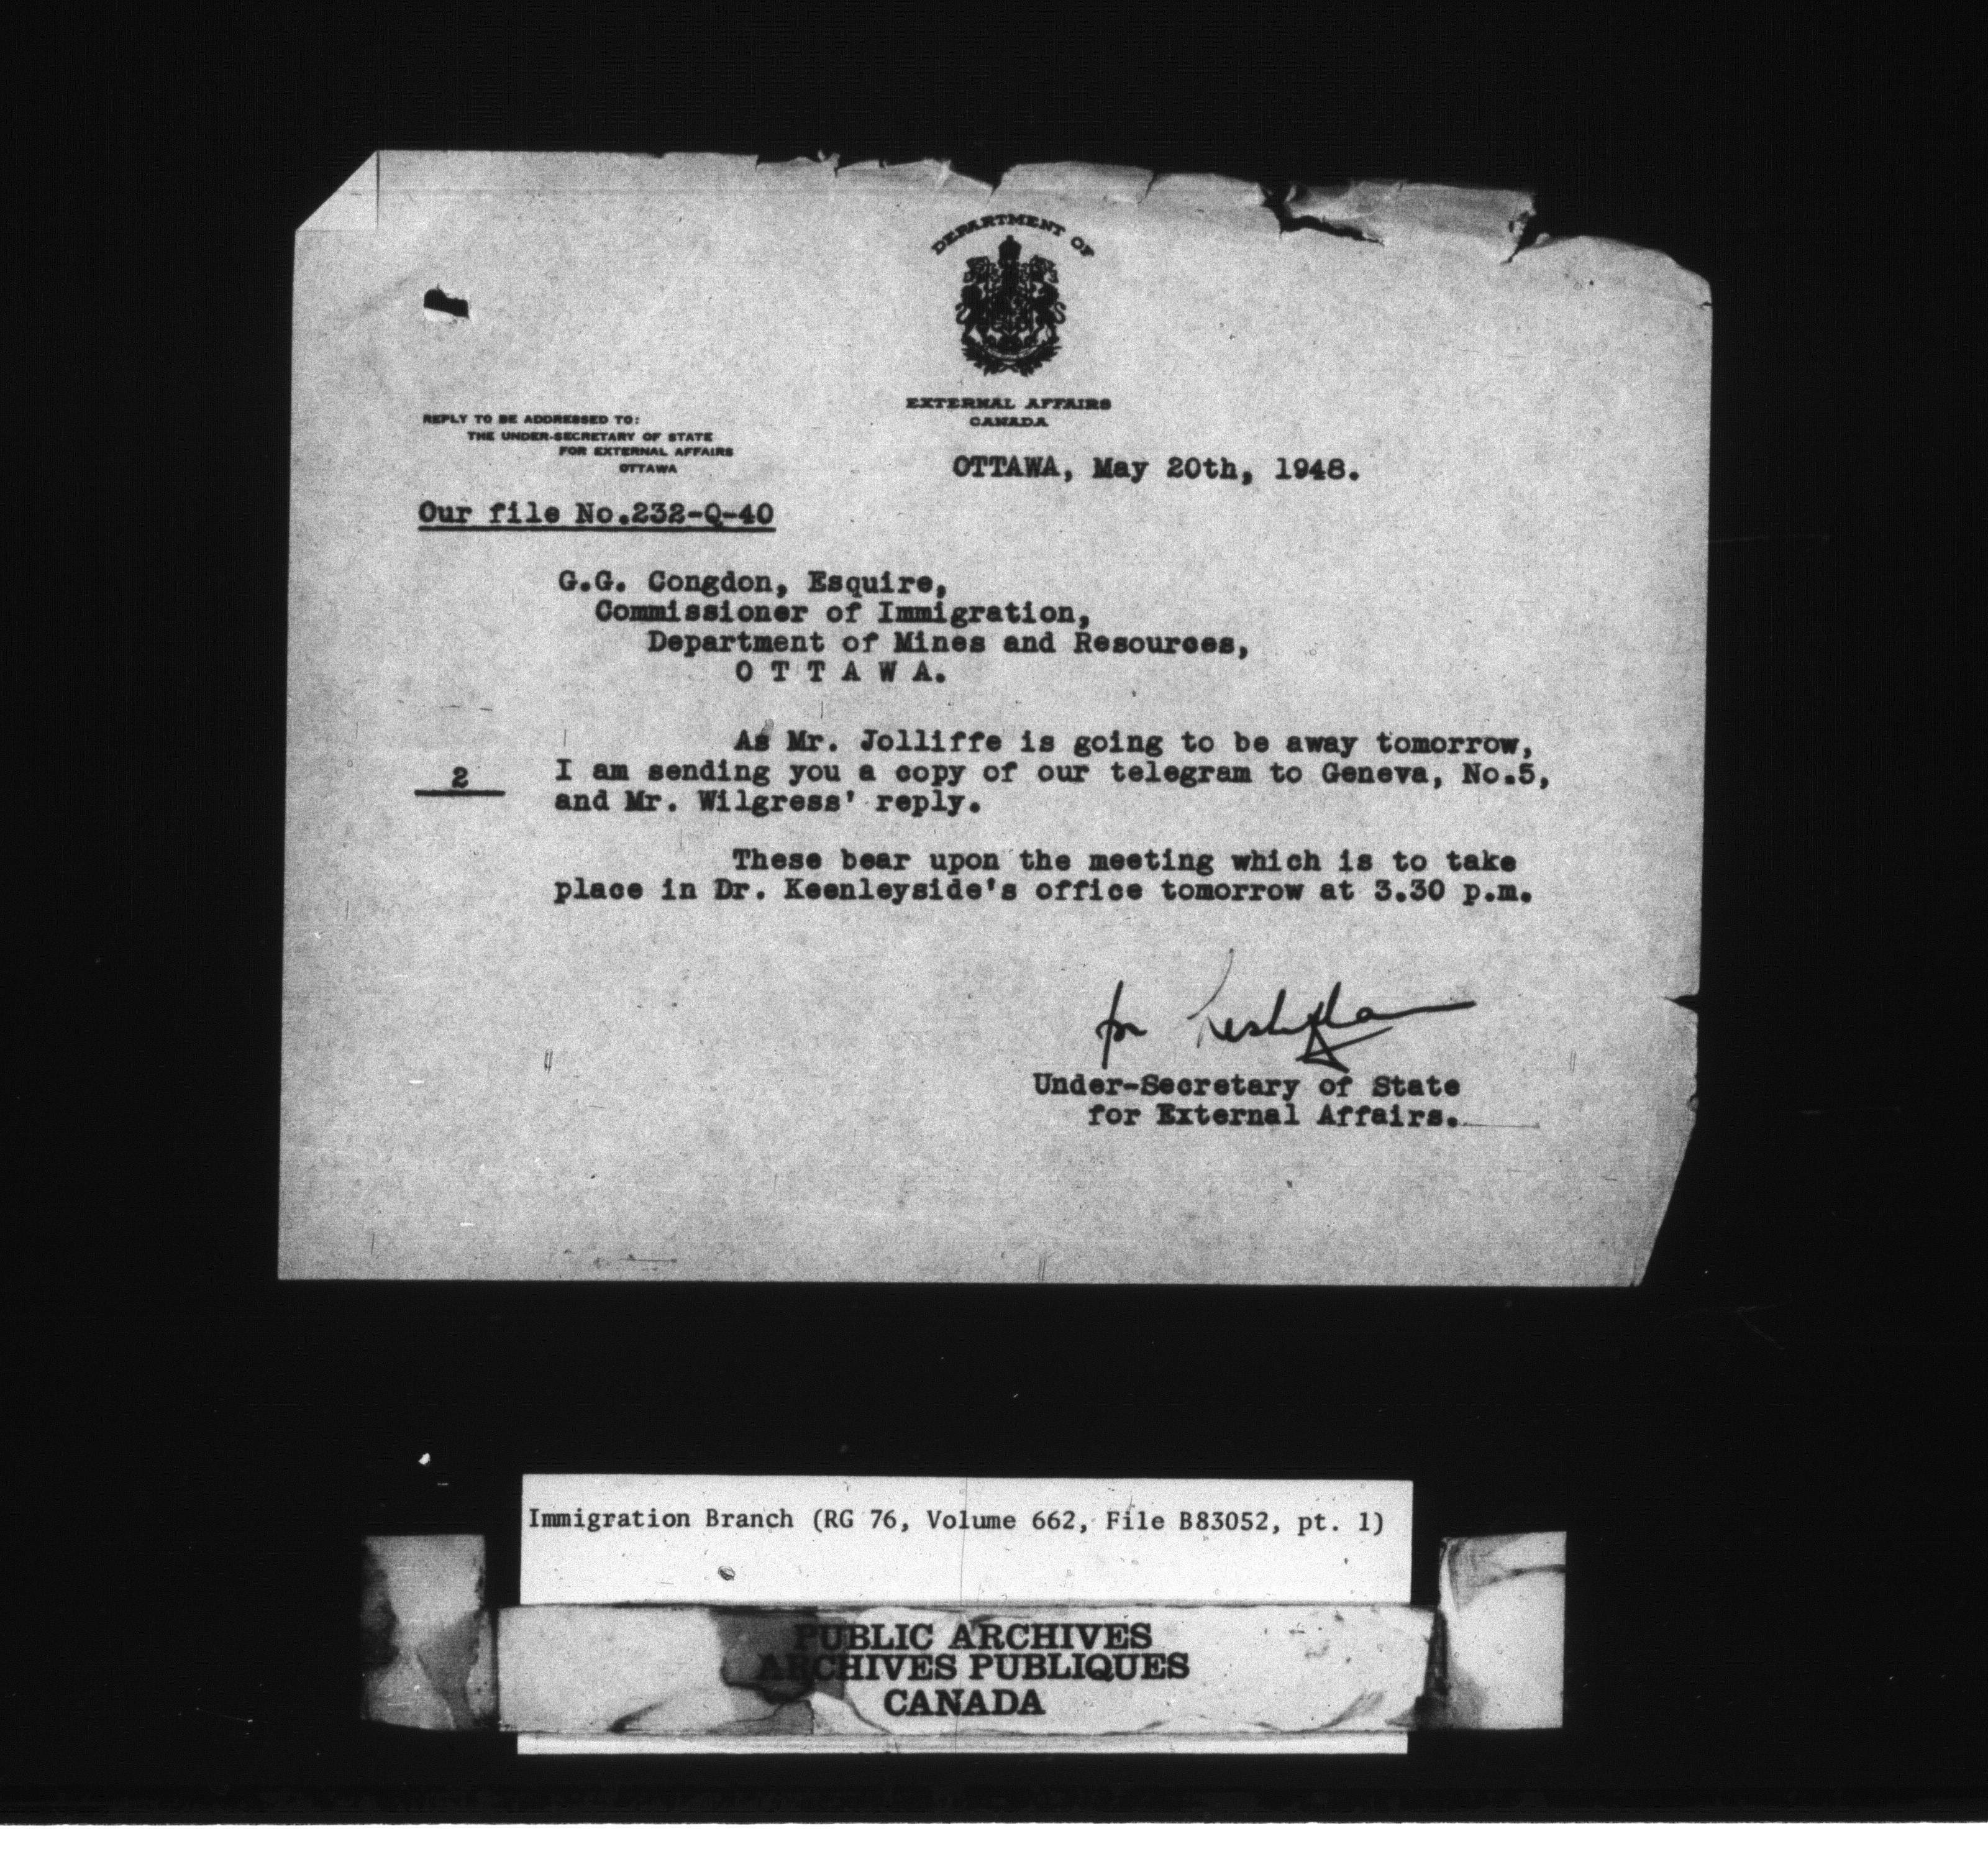 DEPARTMENT OF
EXTERNAL AFFAIRS
CANADA
REPLY TO BE ADDRESSED TO:
THE UNDER-SECRETARY OF STATE
FOR EXTERNAL AFFAIRS
OTTAWA
OTTAWA, May 20th, 1948.
Our file No.232-Q-40
G.G. Congdon, Esquire,
Commissioner of Immigration,
Department of Mines and Resources,
O T T A W A.
As Mr. Jolliffe is going to be away tomorrow,
2 I am sending you a copy of our telegram to Geneva, No.5,
and Mr. Wilgress' reply.
These bear upon the meeting which is to take
place in Dr. Keenleyside's office tomorrow at 3.30 p.m.
for
Under-Secretary of State
for External Affairs.
Immigration Branch (RG 76, Volume 662, File B83052, pt. 1)
PUBLIC ARCHIVES
ARCHIVES PUBLIQUES
CANADA